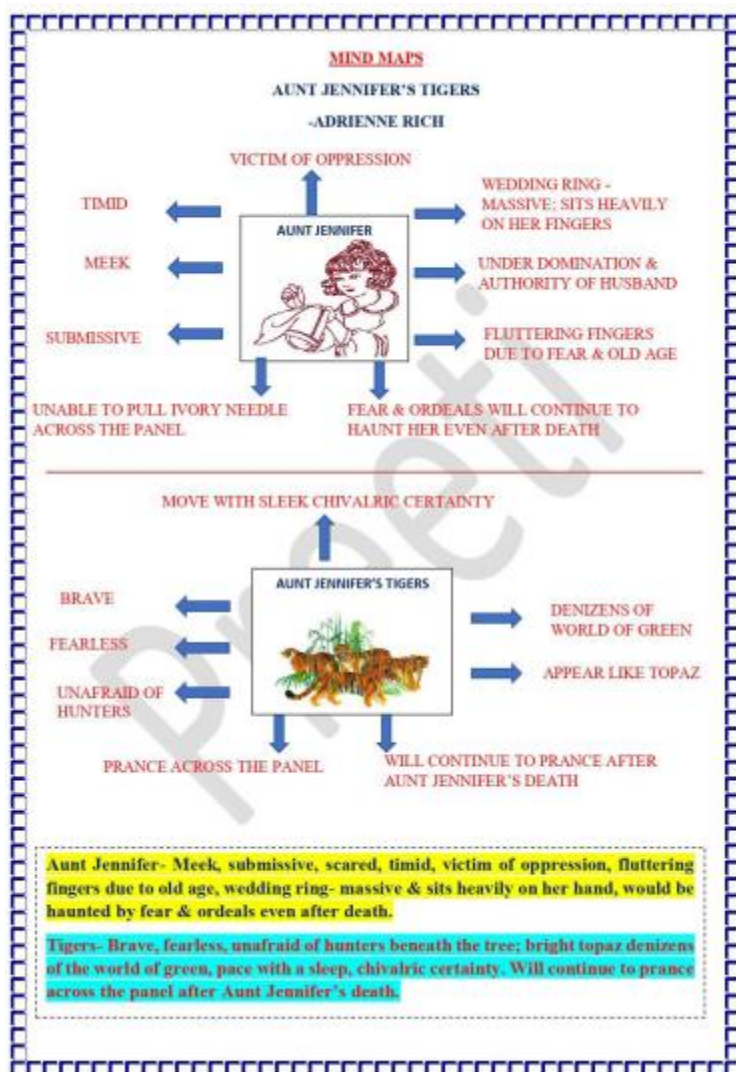 MIND MAPS
AUNT JENNIFER'S TIGERS
-ADRIENNE RICH
VICTIM OF OPPRESSION
TIMID
MEEK
SUBMISSIVE
AUNT JENNIFER
WEDDING RING -
MASSIVE; SITS HEAVILY
ON HER FINGERS
UNDER DOMINATION &
AUTHORITY OF HUSBAND
FLUTTERING FINGERS
DUE TO FEAR & OLD AGE
UNABLE TO PULL IVORY NEEDLE
ACROSS THE PANEL
FEAR & ORDEALS WILL CONTINUE TO
HAUNT HER EVEN AFTER DEATH
MOVE WITH SLEEK CHIVALRIC CERTAINTY
BRAVE
FEARLESS
UNAFRAID OF
HUNTERS
AUNT JENNIFER'S TIGERS
DENIZENS OF
WORLD OF GREEN
APPEAR LIKE TOPAZ
PRANCE ACROSS THE PANEL
WILL CONTINUE TO PRANCE AFTER
AUNT JENNIFER'S DEATH
Preeti
Aunt Jennifer- Meek, submissive, scared, timid, victim of oppression, fluttering
fingers due to old age, wedding ring- massive & sits heavily on her hand, would be
haunted by fear & ordeals even after death.
Tigers- Brave, fearless, unafraid of hunters beneath the tree; bright topaz denizens
of the world of green, pace with a sleep, chivalric certainty. Will continue to prance
across the panel after Aunt Jennifer's death.